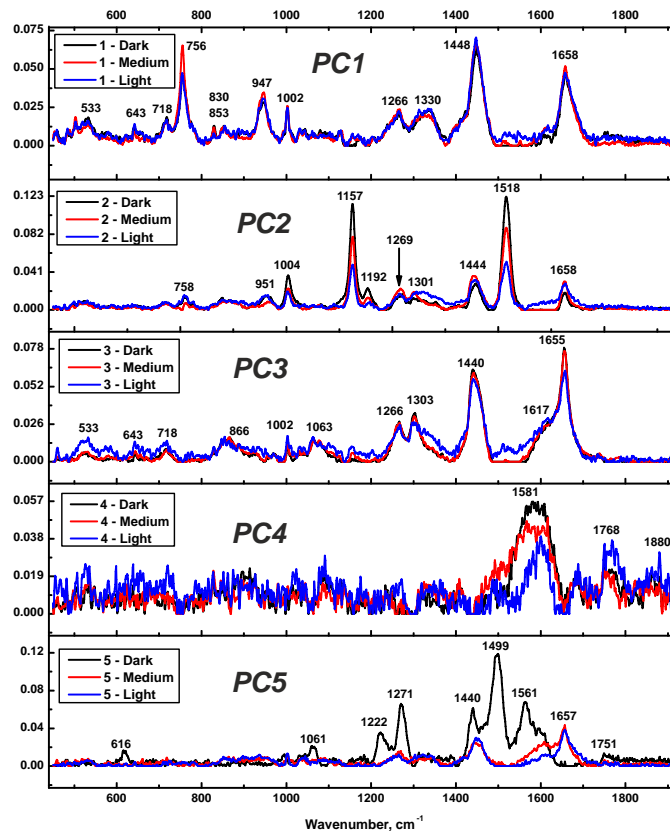 600 800 1000 1200 1400 1600 1800
0.075
0.050
0.025
0.000
1 - Dark
1 - Medium
1 - Light
PC1
533
643
718
756
830
853
947
1002
1266
1330
1448
1658
0.123
0.082
0.041
0.000
2 - Dark
2 - Medium
2 - Light
PC2
758
951
1004
1157
1192
1269
1301
1444
1518
1658
0.078
0.052
0.026
0.000
3 - Dark
3 - Medium
3 - Light
PC3
533
643
718
866
1002
1063
1266
1303
1440
1617
1655
0.057
0.038
0.019
0.000
4 - Dark
4 - Medium
4 - Light
PC4
1581
1768
1880
0.12
0.08
0.04
0.00
5 - Dark
5 - Medium
5 - Light
PC5
616
1061
1222
1271
1440
1499
1561
1657
1751
600 800 1000 1200 1400 1600 1800
Wavenumber, cm⁻¹